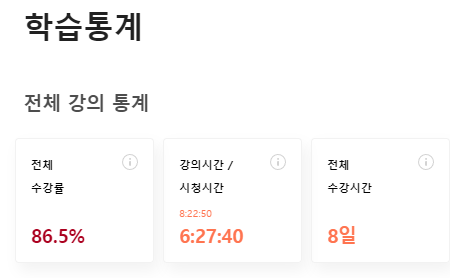 학습통계
전체 강의 통계
전체
수강률
86.5%
강의시간 /
시청시간
8:22:50
6:27:40
전체
수강시간
8일